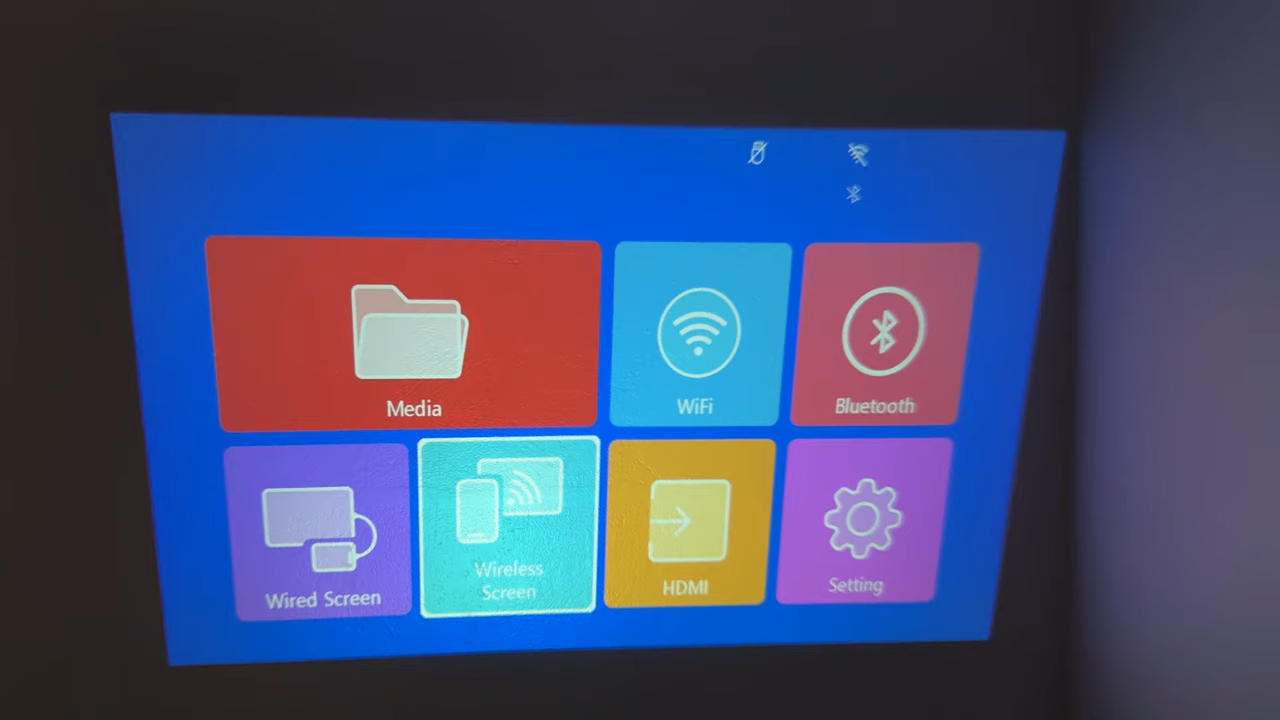 Media
WiFi
Bluetooth
Wired Screen
Wireless
Screen
HDMI
Setting